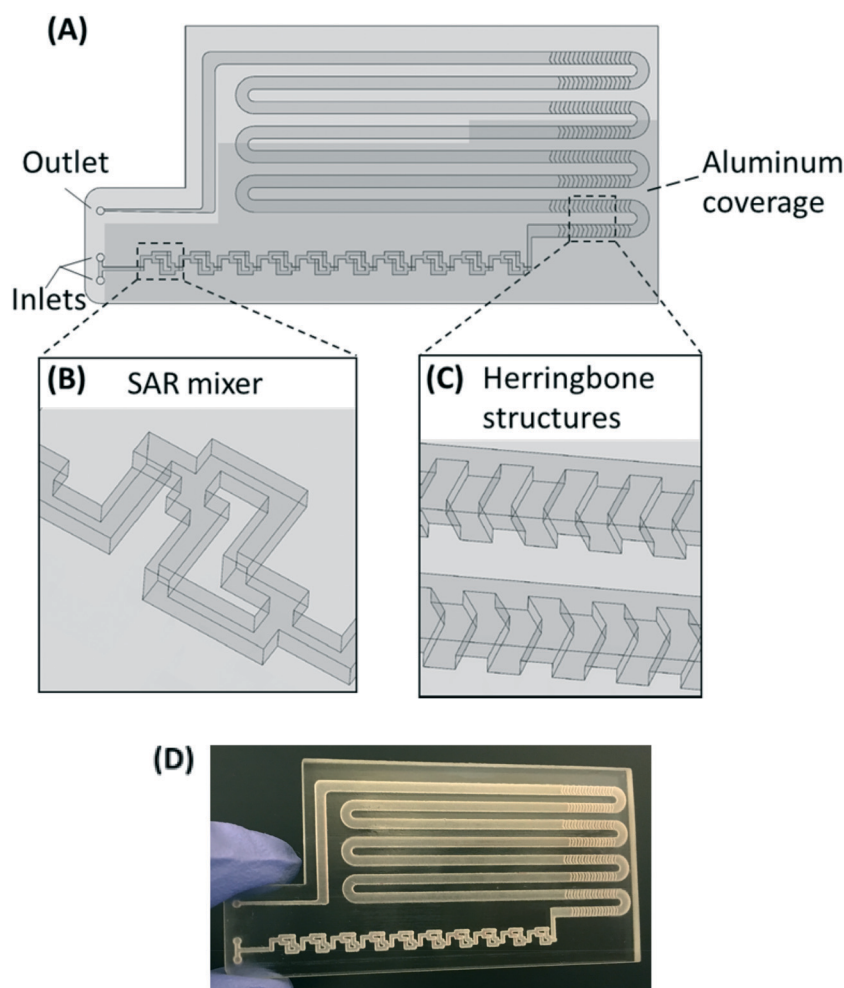 (A)
Outlet
Aluminum
coverage
Inlets
(B) SAR mixer
(C) Herringbone
structures
(D)